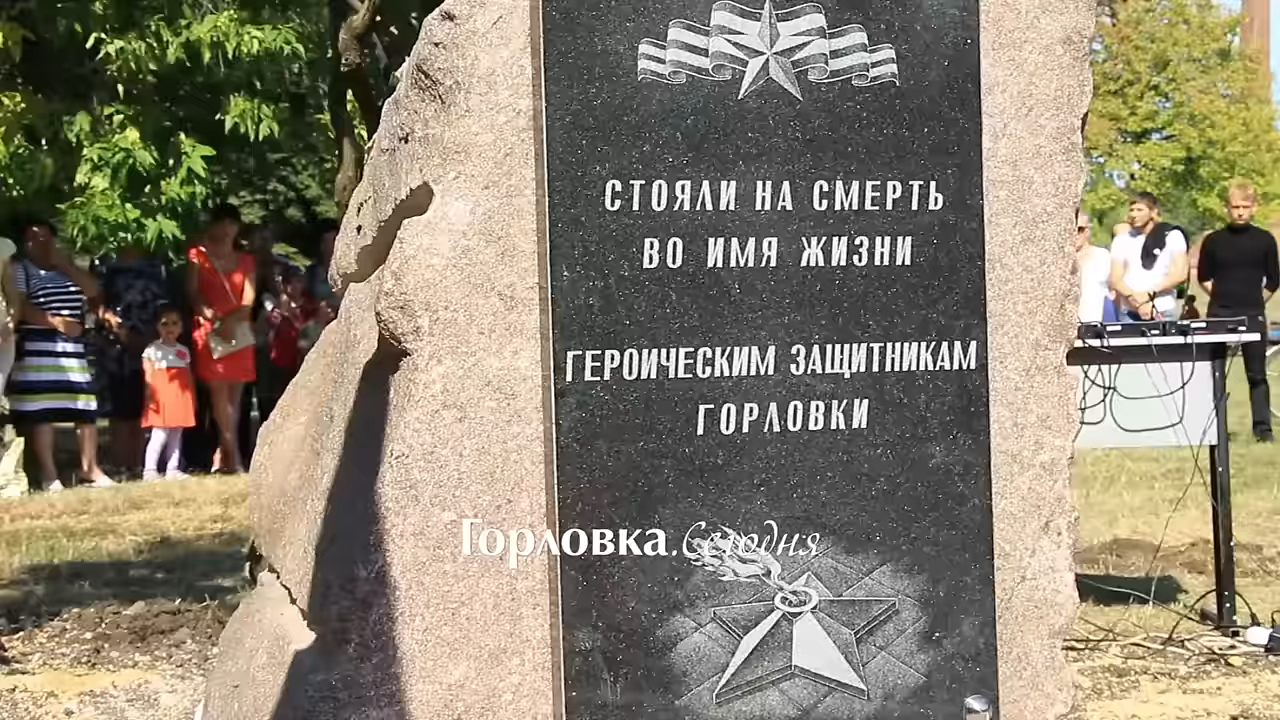 СТОЯЛИ НА СМЕРТЬ
ВО ИМЯ ЖИЗНИ
ГЕРОИЧЕСКИМ ЗАЩИТНИКАМ
ГОРЛОВКИ
Горловка.Сегодня